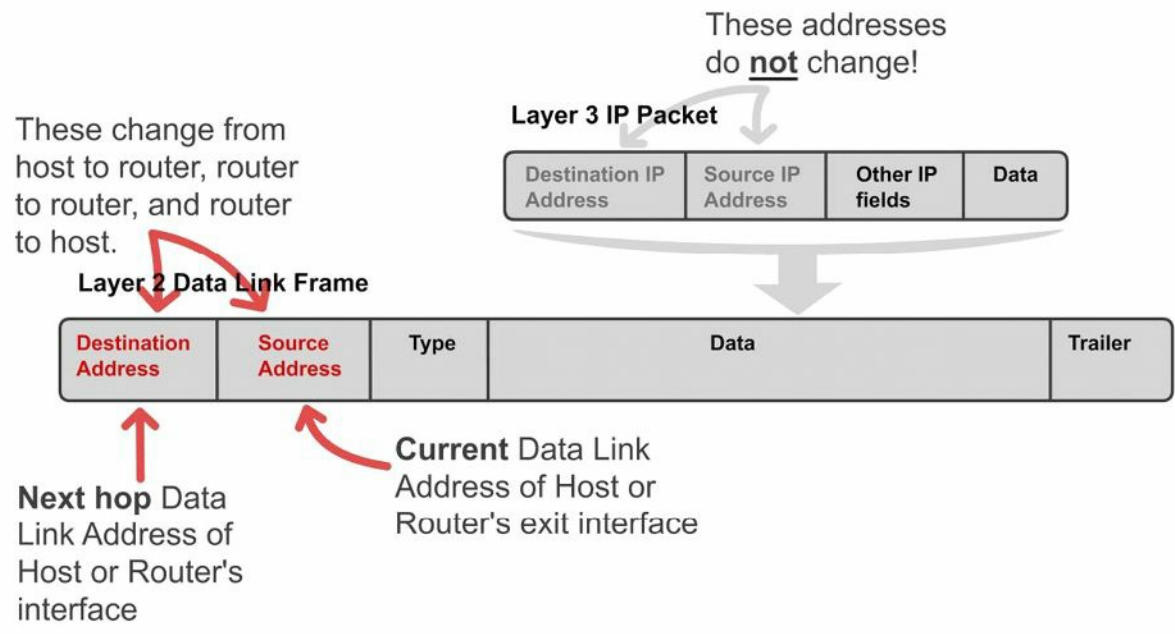 These addresses
do not change!
Layer 3 IP Packet
Destination IP
Address
Source IP
Address
Other IP
fields
Data
These change from
host to router, router
to router, and router
to host.
Layer 2 Data Link Frame
Destination
Address
Source
Address
Type
Data
Trailer
Next hop Data
Link Address of
Host or Router's
interface
Current Data Link
Address of Host or
Router's exit interface